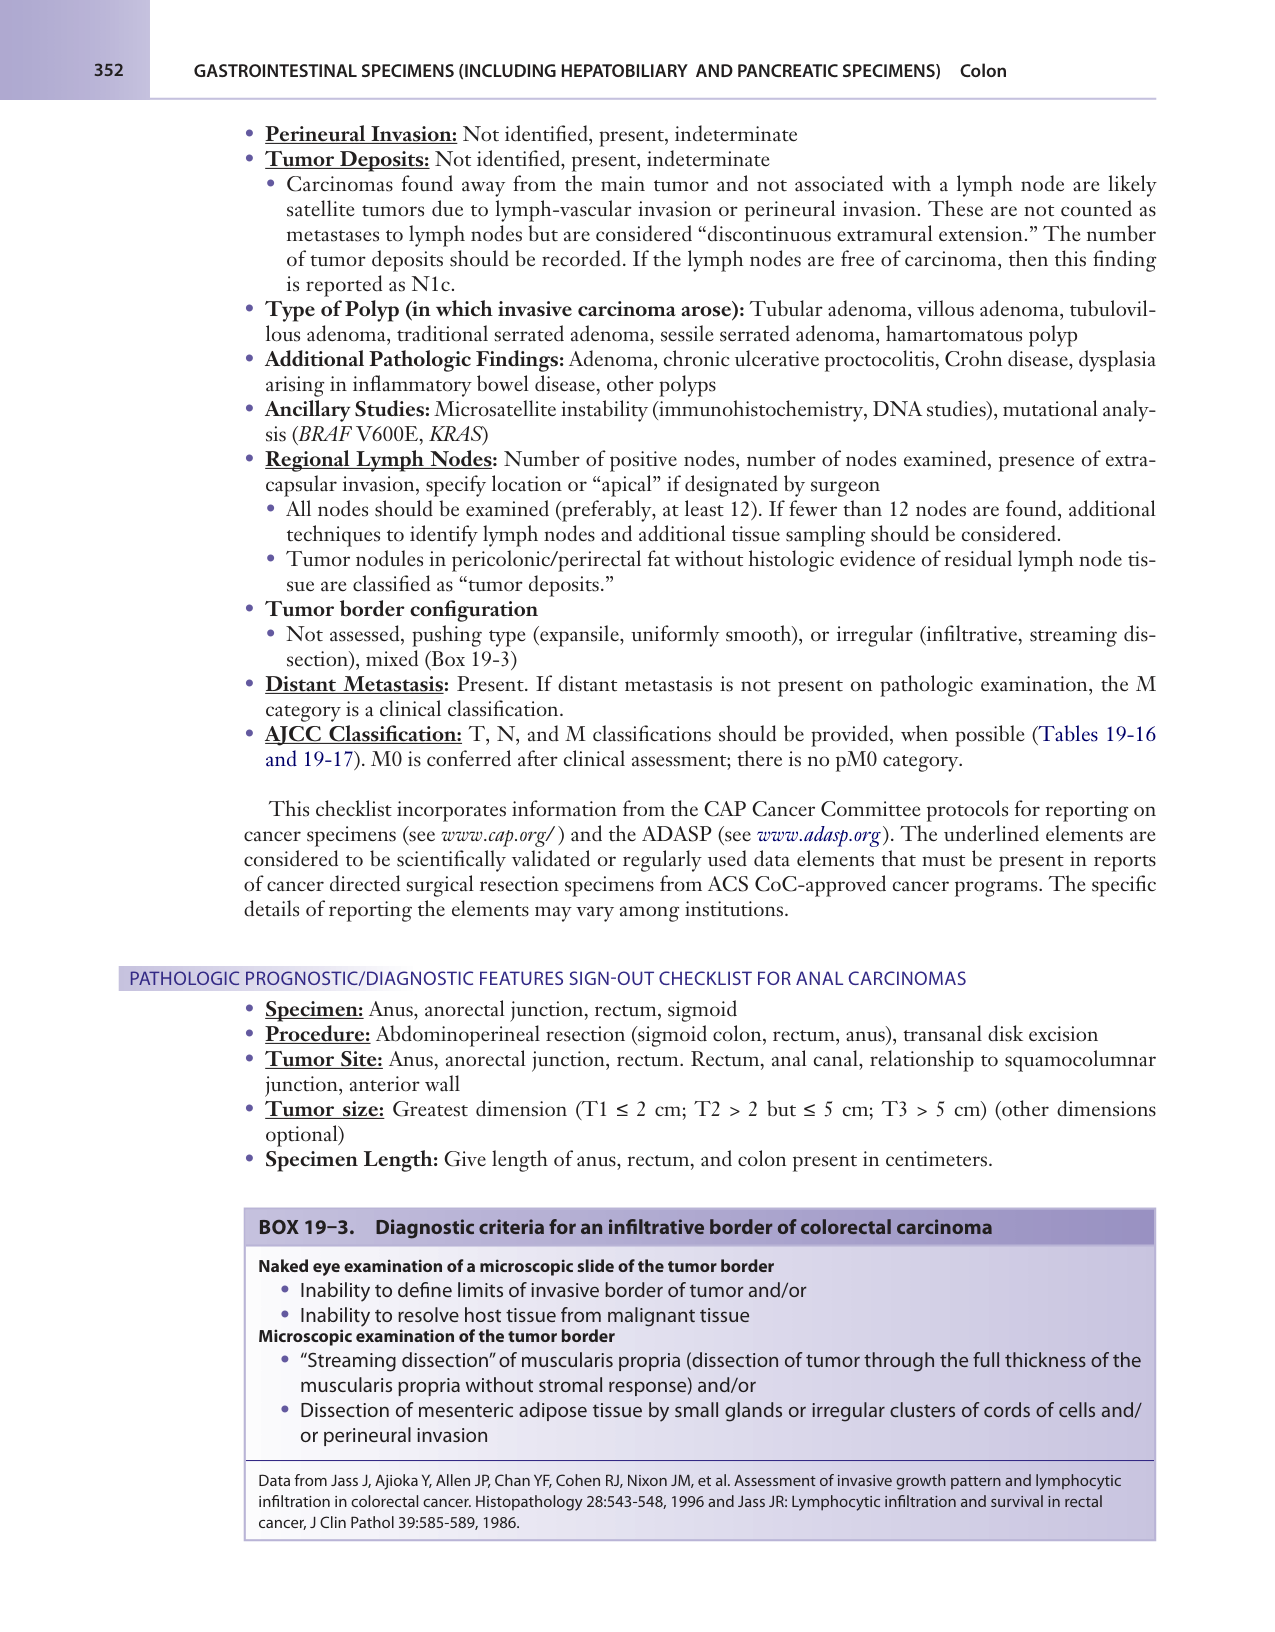 352
GASTROINTESTINAL SPECIMENS (INCLUDING HEPATOBILIARY AND PANCREATIC SPECIMENS) Colon
• Perineural Invasion: Not identified, present, indeterminate
• Tumor Deposits: Not identified, present, indeterminate
• Carcinomas found away from the main tumor and not associated with a lymph node are likely
satellite tumors due to lymph-vascular invasion or perineural invasion. These are not counted as
metastases to lymph nodes but are considered “discontinuous extramural extension.” The number
of tumor deposits should be recorded. If the lymph nodes are free of carcinoma, then this finding
is reported as N1c.
• Type of Polyp (in which invasive carcinoma arose): Tubular adenoma, villous adenoma, tubulovil-
lous adenoma, traditional serrated adenoma, sessile serrated adenoma, hamartomatous polyp
• Additional Pathologic Findings: Adenoma, chronic ulcerative proctocolitis, Crohn disease, dysplasia
arising in inflammatory bowel disease, other polyps
• Ancillary Studies: Microsatellite instability (immunohistochemistry, DNA studies), mutational analy-
sis (BRAF V600E, KRAS)
• Regional Lymph Nodes: Number of positive nodes, number of nodes examined, presence of extra-
capsular invasion, specify location or “apical” if designated by surgeon
• All nodes should be examined (preferably, at least 12). If fewer than 12 nodes are found, additional
techniques to identify lymph nodes and additional tissue sampling should be considered.
• Tumor nodules in pericolonic/perirectal fat without histologic evidence of residual lymph node tis-
sue are classified as “tumor deposits.”
• Tumor border configuration
• Not assessed, pushing type (expansile, uniformly smooth), or irregular (infiltrative, streaming dis-
section), mixed (Box 19-3)
• Distant Metastasis: Present. If distant metastasis is not present on pathologic examination, the M
category is a clinical classification.
• AJCC Classification: T, N, and M classifications should be provided, when possible (Tables 19-16
and 19-17). M0 is conferred after clinical assessment; there is no pM0 category.
This checklist incorporates information from the CAP Cancer Committee protocols for reporting on
cancer specimens (see www.cap.org/ ) and the ADASP (see www.adasp.org ). The underlined elements are
considered to be scientifically validated or regularly used data elements that must be present in reports
of cancer directed surgical resection specimens from ACS CoC-approved cancer programs. The specific
details of reporting the elements may vary among institutions.
PATHOLOGIC PROGNOSTIC/DIAGNOSTIC FEATURES SIGN-OUT CHECKLIST FOR ANAL CARCINOMAS
• Specimen: Anus, anorectal junction, rectum, sigmoid
• Procedure: Abdominoperineal resection (sigmoid colon, rectum, anus), transanal disk excision
• Tumor Site: Anus, anorectal junction, rectum. Rectum, anal canal, relationship to squamocolumnar
junction, anterior wall
• Tumor size: Greatest dimension (T1 ≤ 2 cm; T2 > 2 but ≤ 5 cm; T3 > 5 cm) (other dimensions
optional)
• Specimen Length: Give length of anus, rectum, and colon present in centimeters.
BOX 19–3. Diagnostic criteria for an infiltrative border of colorectal carcinoma
Naked eye examination of a microscopic slide of the tumor border
• Inability to define limits of invasive border of tumor and/or
• Inability to resolve host tissue from malignant tissue
Microscopic examination of the tumor border
• “Streaming dissection” of muscularis propria (dissection of tumor through the full thickness of the
muscularis propria without stromal response) and/or
• Dissection of mesenteric adipose tissue by small glands or irregular clusters of cords of cells and/
or perineural invasion
Data from Jass J, Ajioka Y, Allen JP, Chan YF, Cohen RJ, Nixon JM, et al. Assessment of invasive growth pattern and lymphocytic
infiltration in colorectal cancer. Histopathology 28:543-548, 1996 and Jass JR: Lymphocytic infiltration and survival in rectal
cancer, J Clin Pathol 39:585-589, 1986.